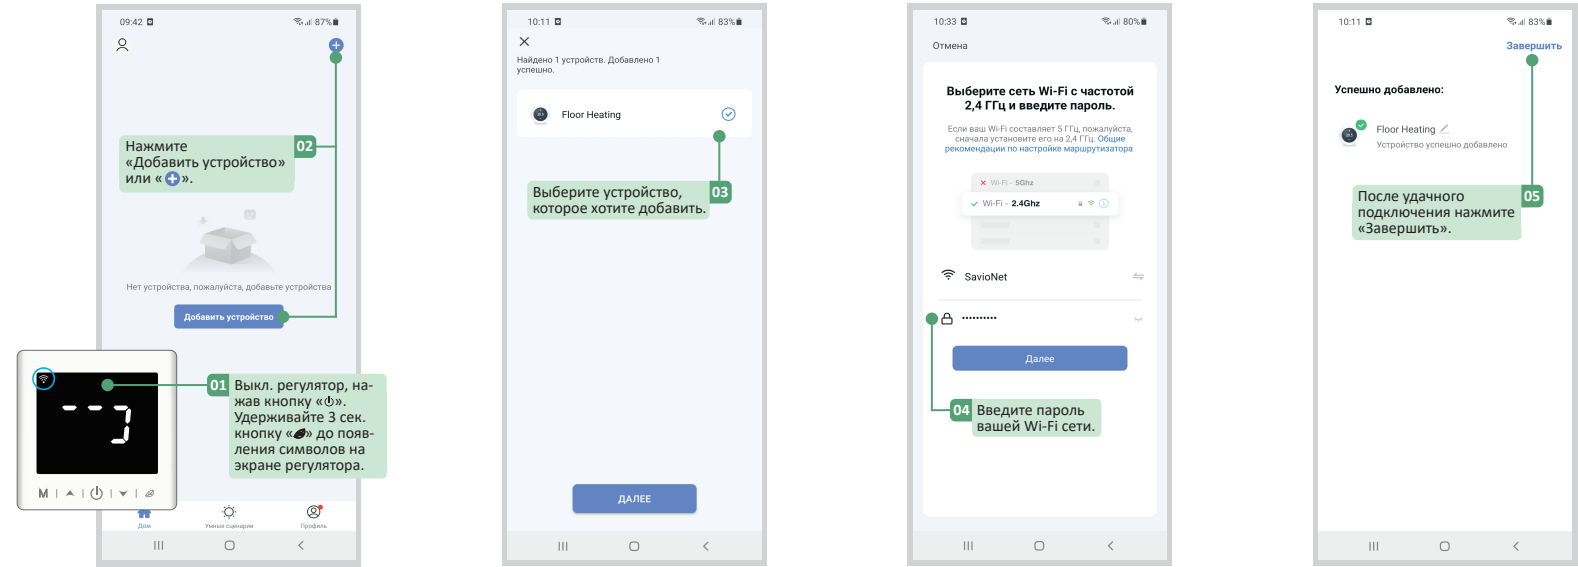 09:42
87%
02
Нажмите
«Добавить устройство»
или « + ».
Нет устройства, пожалуйста, добавьте устройства
Добавить устройство
01
Выкл. регулятор, на-
жав кнопку «⏻».
Удерживайте 3 сек.
кнопку «» до появ-
ления символов на
экране регулятора.
M
Дом
Умные сценарии
Профиль
10:11
83%
Найдено 1 устройств. Добавлено 1
успешно.
Floor Heating
03
Выберите устройство,
которое хотите добавить.
ДАЛЕЕ
10:33
80%
Отмена
Выберите сеть Wi-Fi с частотой
2,4 ГГц и введите пароль.
Если ваш Wi-Fi составляет 5 ГГц, пожалуйста,
сначала установите его на 2,4 ГГц. Общие
рекомендации по настройке маршрутизатора
Wi-Fi - 5Ghz
Wi-Fi - 2.4Ghz
SavioNet
••••••••••
Далее
04
Введите пароль
вашей Wi-Fi сети.
10:11
83%
Завершить
Успешно добавлено:
Floor Heating
Устройство успешно добавлено
05
После удачного
подключения нажмите
«Завершить».